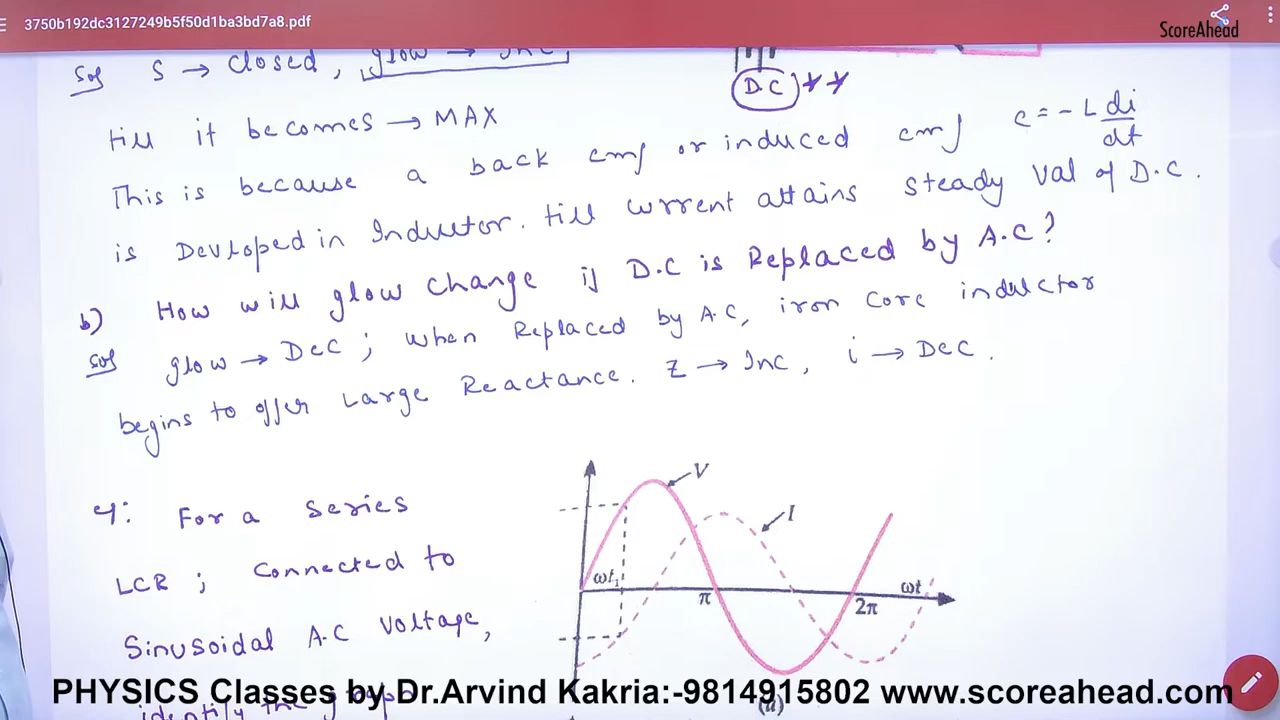 3750b192dc3127249b5f50d1ba3bd7a8.pdf
ScoreAhead
Sol S → closed, glow → Inc
D.C
till it becomes → MAX
This is because a back emf or induced emf e = - L di/dt
is Devloped in Inductor. till current attains steady val of D.C.
b) How will glow change if D.C is Replaced by A.C?
Sol glow → Dec ; when Replaced by A.C, iron core inductor
begins to offer Large Reactance. Z → Inc, i → Dec.
4: For a series
LCR ; connected to
Sinusoidal A.C voltage,
identify the graph
V
I
ωt₁
π
2π
ωt
(a)
PHYSICS Classes by Dr.Arvind Kakria:-9814915802 www.scoreahead.com